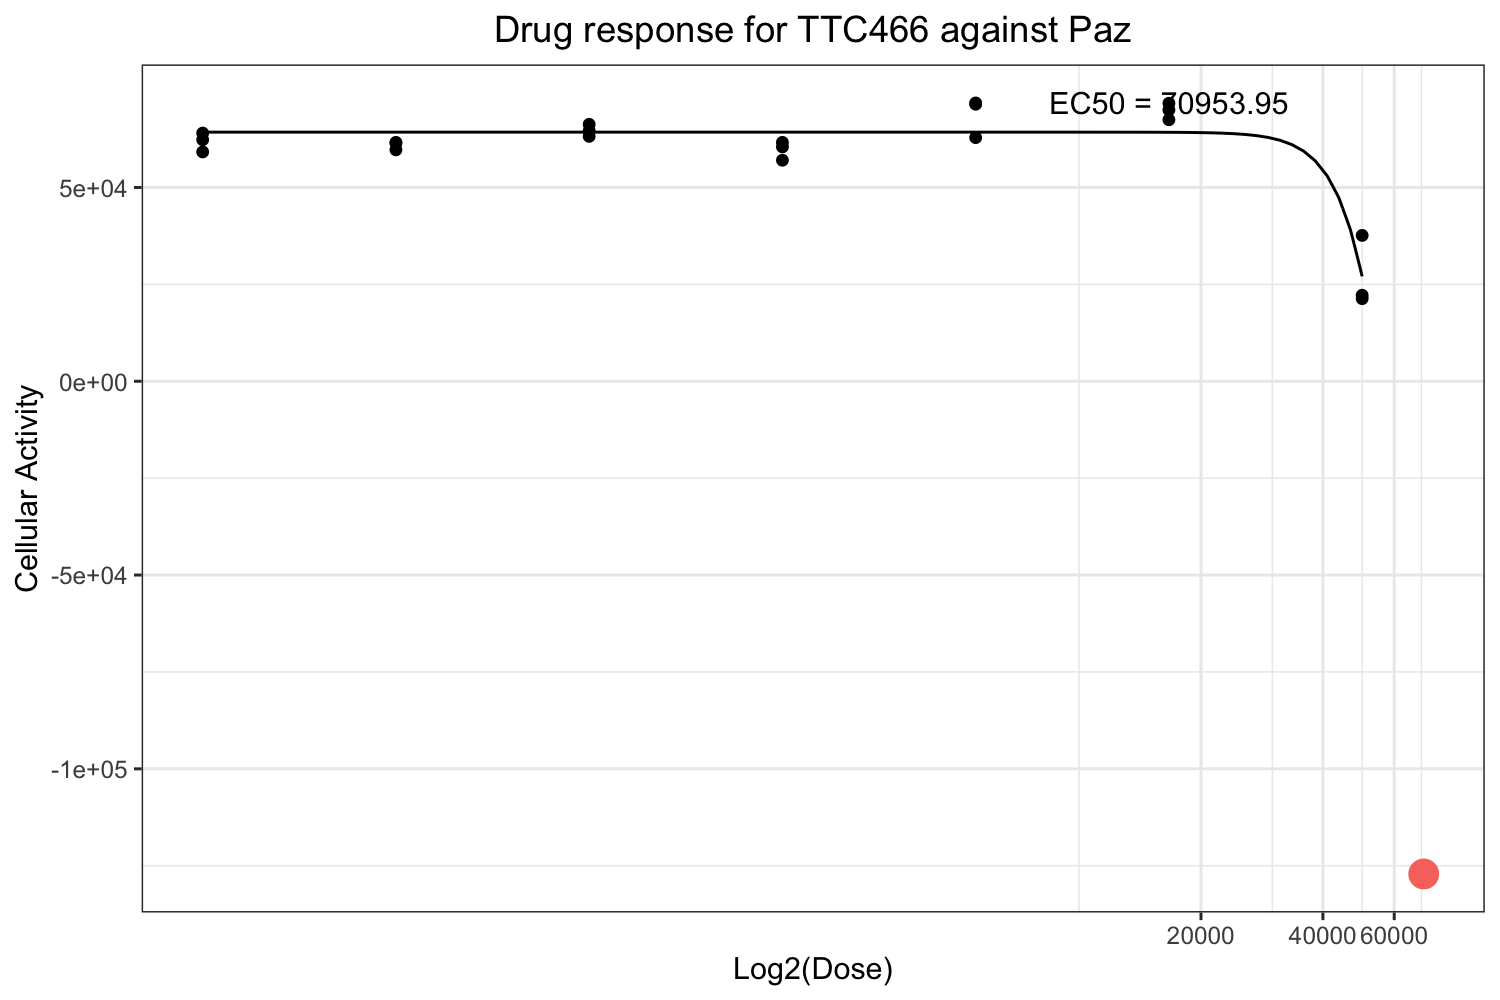 Drug response for TTC466 against Paz
EC50 = 70953.95
5e+04
0e+00
-5e+04
-1e+05
Cellular Activity
20000
40000
60000
Log2(Dose)